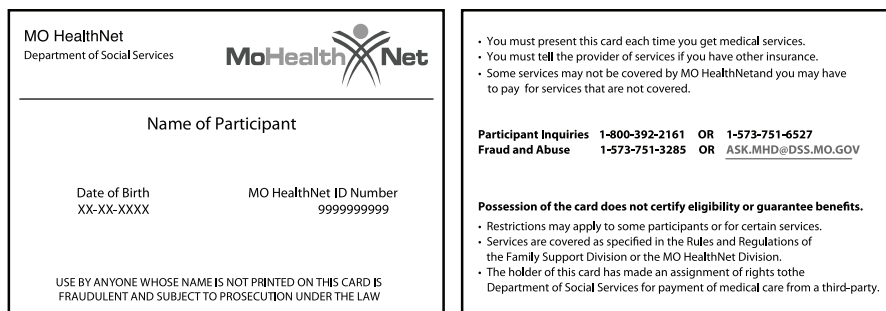 MO HealthNet
Department of Social Services
MoHealthNet
Name of Participant
Date of Birth MO HealthNet ID Number
XX-XX-XXXX 9999999999
USE BY ANYONE WHOSE NAME IS NOT PRINTED ON THIS CARD IS
FRAUDULENT AND SUBJECT TO PROSECUTION UNDER THE LAW
• You must present this card each time you get medical services.
• You must tell the provider of services if you have other insurance.
• Some services may not be covered by MO HealthNetand you may have
to pay for services that are not covered.
Participant Inquiries 1-800-392-2161 OR 1-573-751-6527
Fraud and Abuse 1-573-751-3285 OR ASK.MHD@DSS.MO.GOV
Possession of the card does not certify eligibility or guarantee benefits.
• Restrictions may apply to some participants or for certain services.
• Services are covered as specified in the Rules and Regulations of
the Family Support Division or the MO HealthNet Division.
• The holder of this card has made an assignment of rights tothe
Department of Social Services for payment of medical care from a third-party.